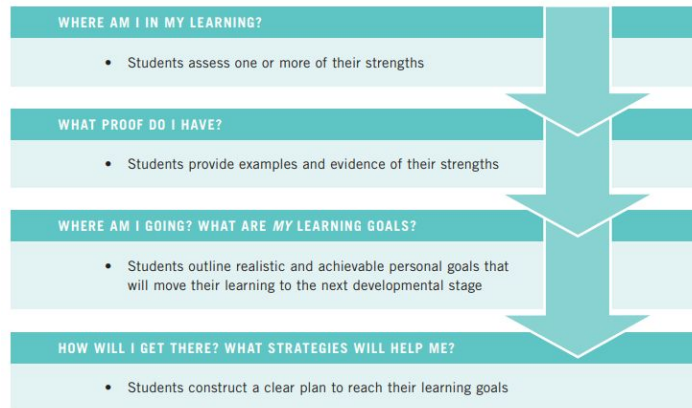 WHERE AM I IN MY LEARNING?
• Students assess one or more of their strengths
WHAT PROOF DO I HAVE?
• Students provide examples and evidence of their strengths
WHERE AM I GOING? WHAT ARE MY LEARNING GOALS?
• Students outline realistic and achievable personal goals that
will move their learning to the next developmental stage
HOW WILL I GET THERE? WHAT STRATEGIES WILL HELP ME?
• Students construct a clear plan to reach their learning goals